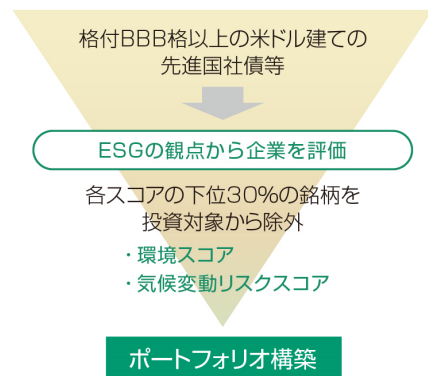 格付BBB格以上の米ドル建ての
先進国社債等
ESGの観点から企業を評価
各スコアの下位30%の銘柄を
投資対象から除外
・環境スコア
・気候変動リスクスコア
ポートフォリオ構築